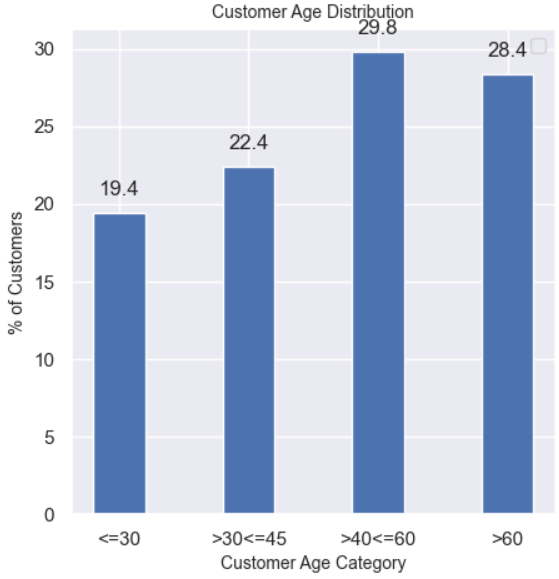 Customer Age Distribution
29.8
28.4
22.4
19.4
30
25
20
15
10
5
0
% of Customers
<=30 >30<=45 >40<=60 >60
Customer Age Category